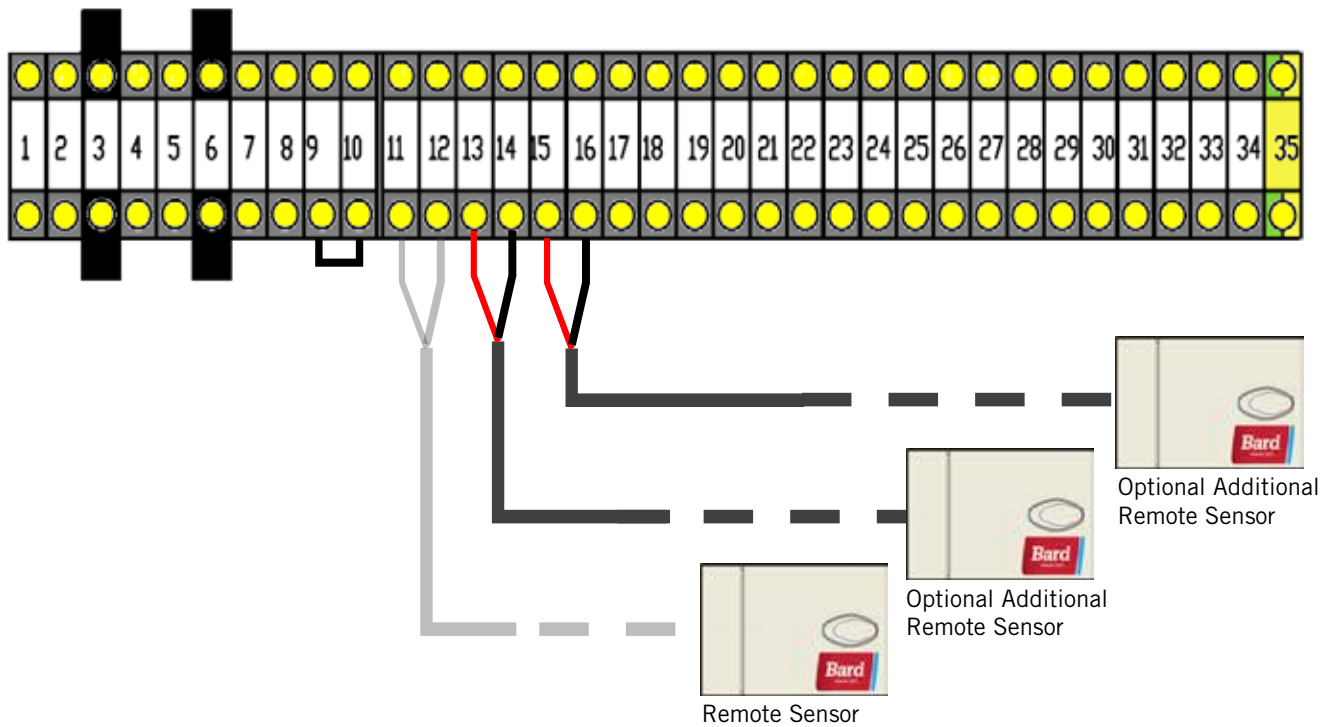 1 2 3 4 5 6 7 8 9 10 11 12 13 14 15 16 17 18 19 20 21 22 23 24 25 26 27 28 29 30 31 32 33 34 35
Bard
Optional Additional
Remote Sensor
Bard
Optional Additional
Remote Sensor
Bard
Remote Sensor